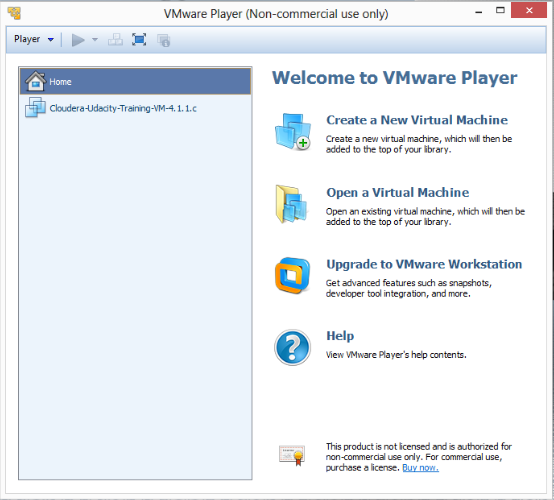 VMware Player (Non-commercial use only)
Player
Home
Cloudera-Udacity-Training-VM-4.1.1.c
Welcome to VMware Player
Create a New Virtual Machine
Create a new virtual machine, which will then be
added to the top of your library.
Open a Virtual Machine
Open an existing virtual machine, which will then be
added to the top of your library.
Upgrade to VMware Workstation
Get advanced features such as snapshots,
developer tool integration, and more.
Help
View VMware Player's help contents.
This product is not licensed and is authorized for
non-commercial use only. For commercial use,
purchase a license. Buy now.